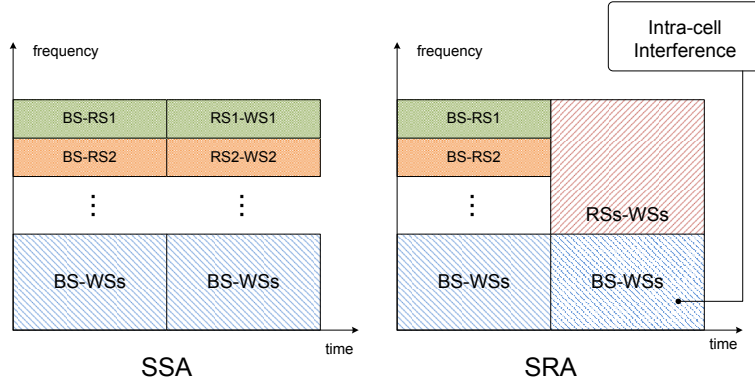 Intra-cell
Interference
frequency
BS-RS1
RS1-WS1
BS-RS2
RS2-WS2
⋮
⋮
BS-WSs
BS-WSs
time
SSA
frequency
BS-RS1
BS-RS2
⋮
RSs-WSs
BS-WSs
BS-WSs
time
SRA